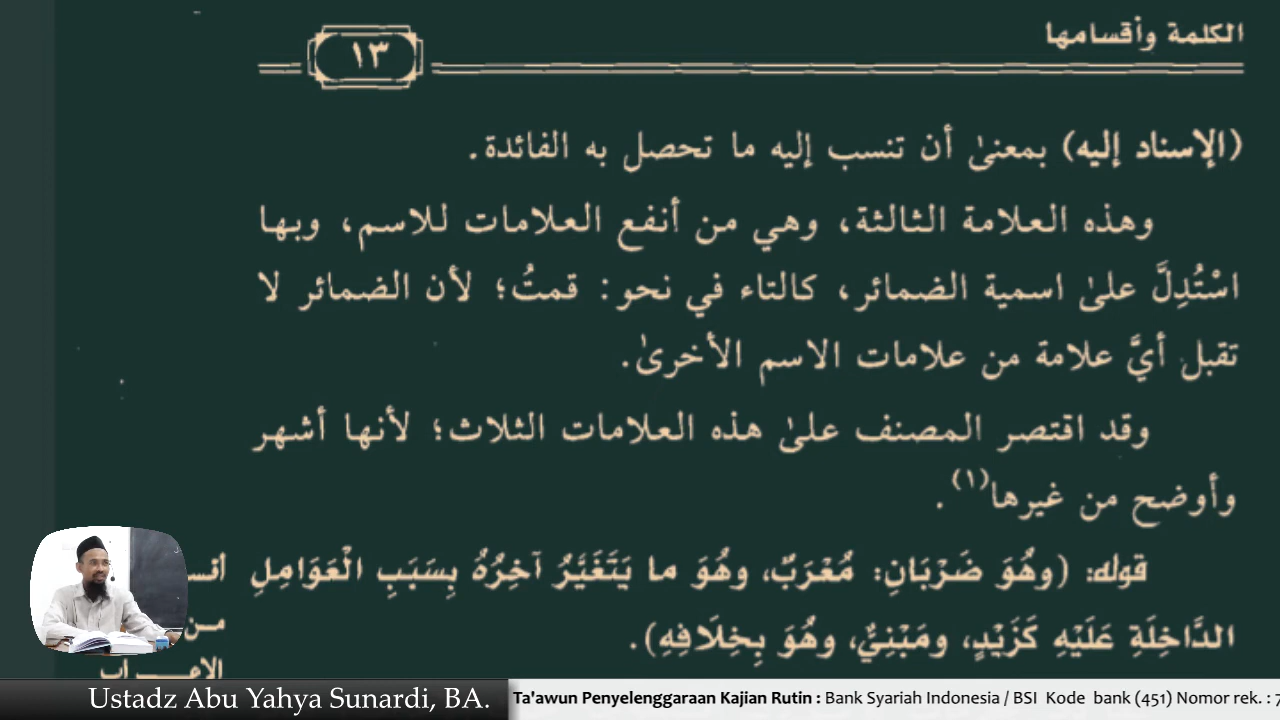 الكلمة وأقسامها
١٣
(الإسناد إليه) بمعنىٰ أن تنسب إليه ما تحصل به الفائدة.
وهذه العلامة الثالثة، وهي من أنفع العلامات للاسم، وبها
اسْتُدِلَّ علىٰ اسمية الضمائر، كالتاء في نحو: قمتُ؛ لأن الضمائر لا
تقبل أيَّ علامة من علامات الاسم الأخرىٰ.
وقد اقتصر المصنف علىٰ هذه العلامات الثلاث؛ لأنها أشهر
وأوضح من غيرها(١).
قوله: (وهُوَ ضَرْبَانِ: مُعْرَبٌ، وهُوَ ما يَتَغَيَّرُ آخِرُهُ بِسَبَبِ الْعَوَامِلِ
الدَّاخِلَةِ عَلَيْهِ كَزَيْدٍ، ومَبْنِيٌّ، وهُوَ بِخِلَافِهِ).
من
الإعراب
Ustadz Abu Yahya Sunardi, BA.
Ta'awun Penyelenggaraan Kajian Rutin : Bank Syariah Indonesia / BSI Kode bank (451) Nomor rek. : 7